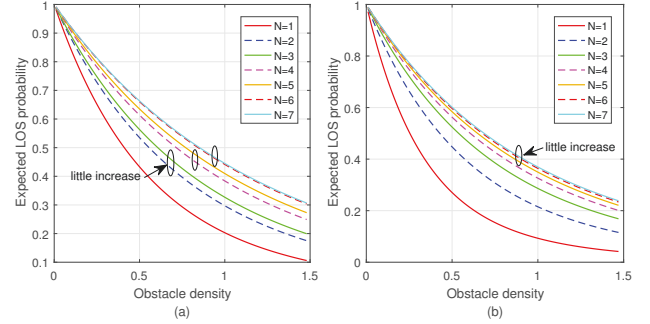 1
0.9
0.8
0.7
0.6
0.5
0.4
0.3
0.2
0.1
Expected LOS probability
N=1
N=2
N=3
N=4
N=5
N=6
N=7
little increase
0
0.5
1
1.5
Obstacle density
(a)
1
0.8
0.6
0.4
0.2
0
Expected LOS probability
N=1
N=2
N=3
N=4
N=5
N=6
N=7
little increase
0
0.5
1
1.5
Obstacle density
(b)